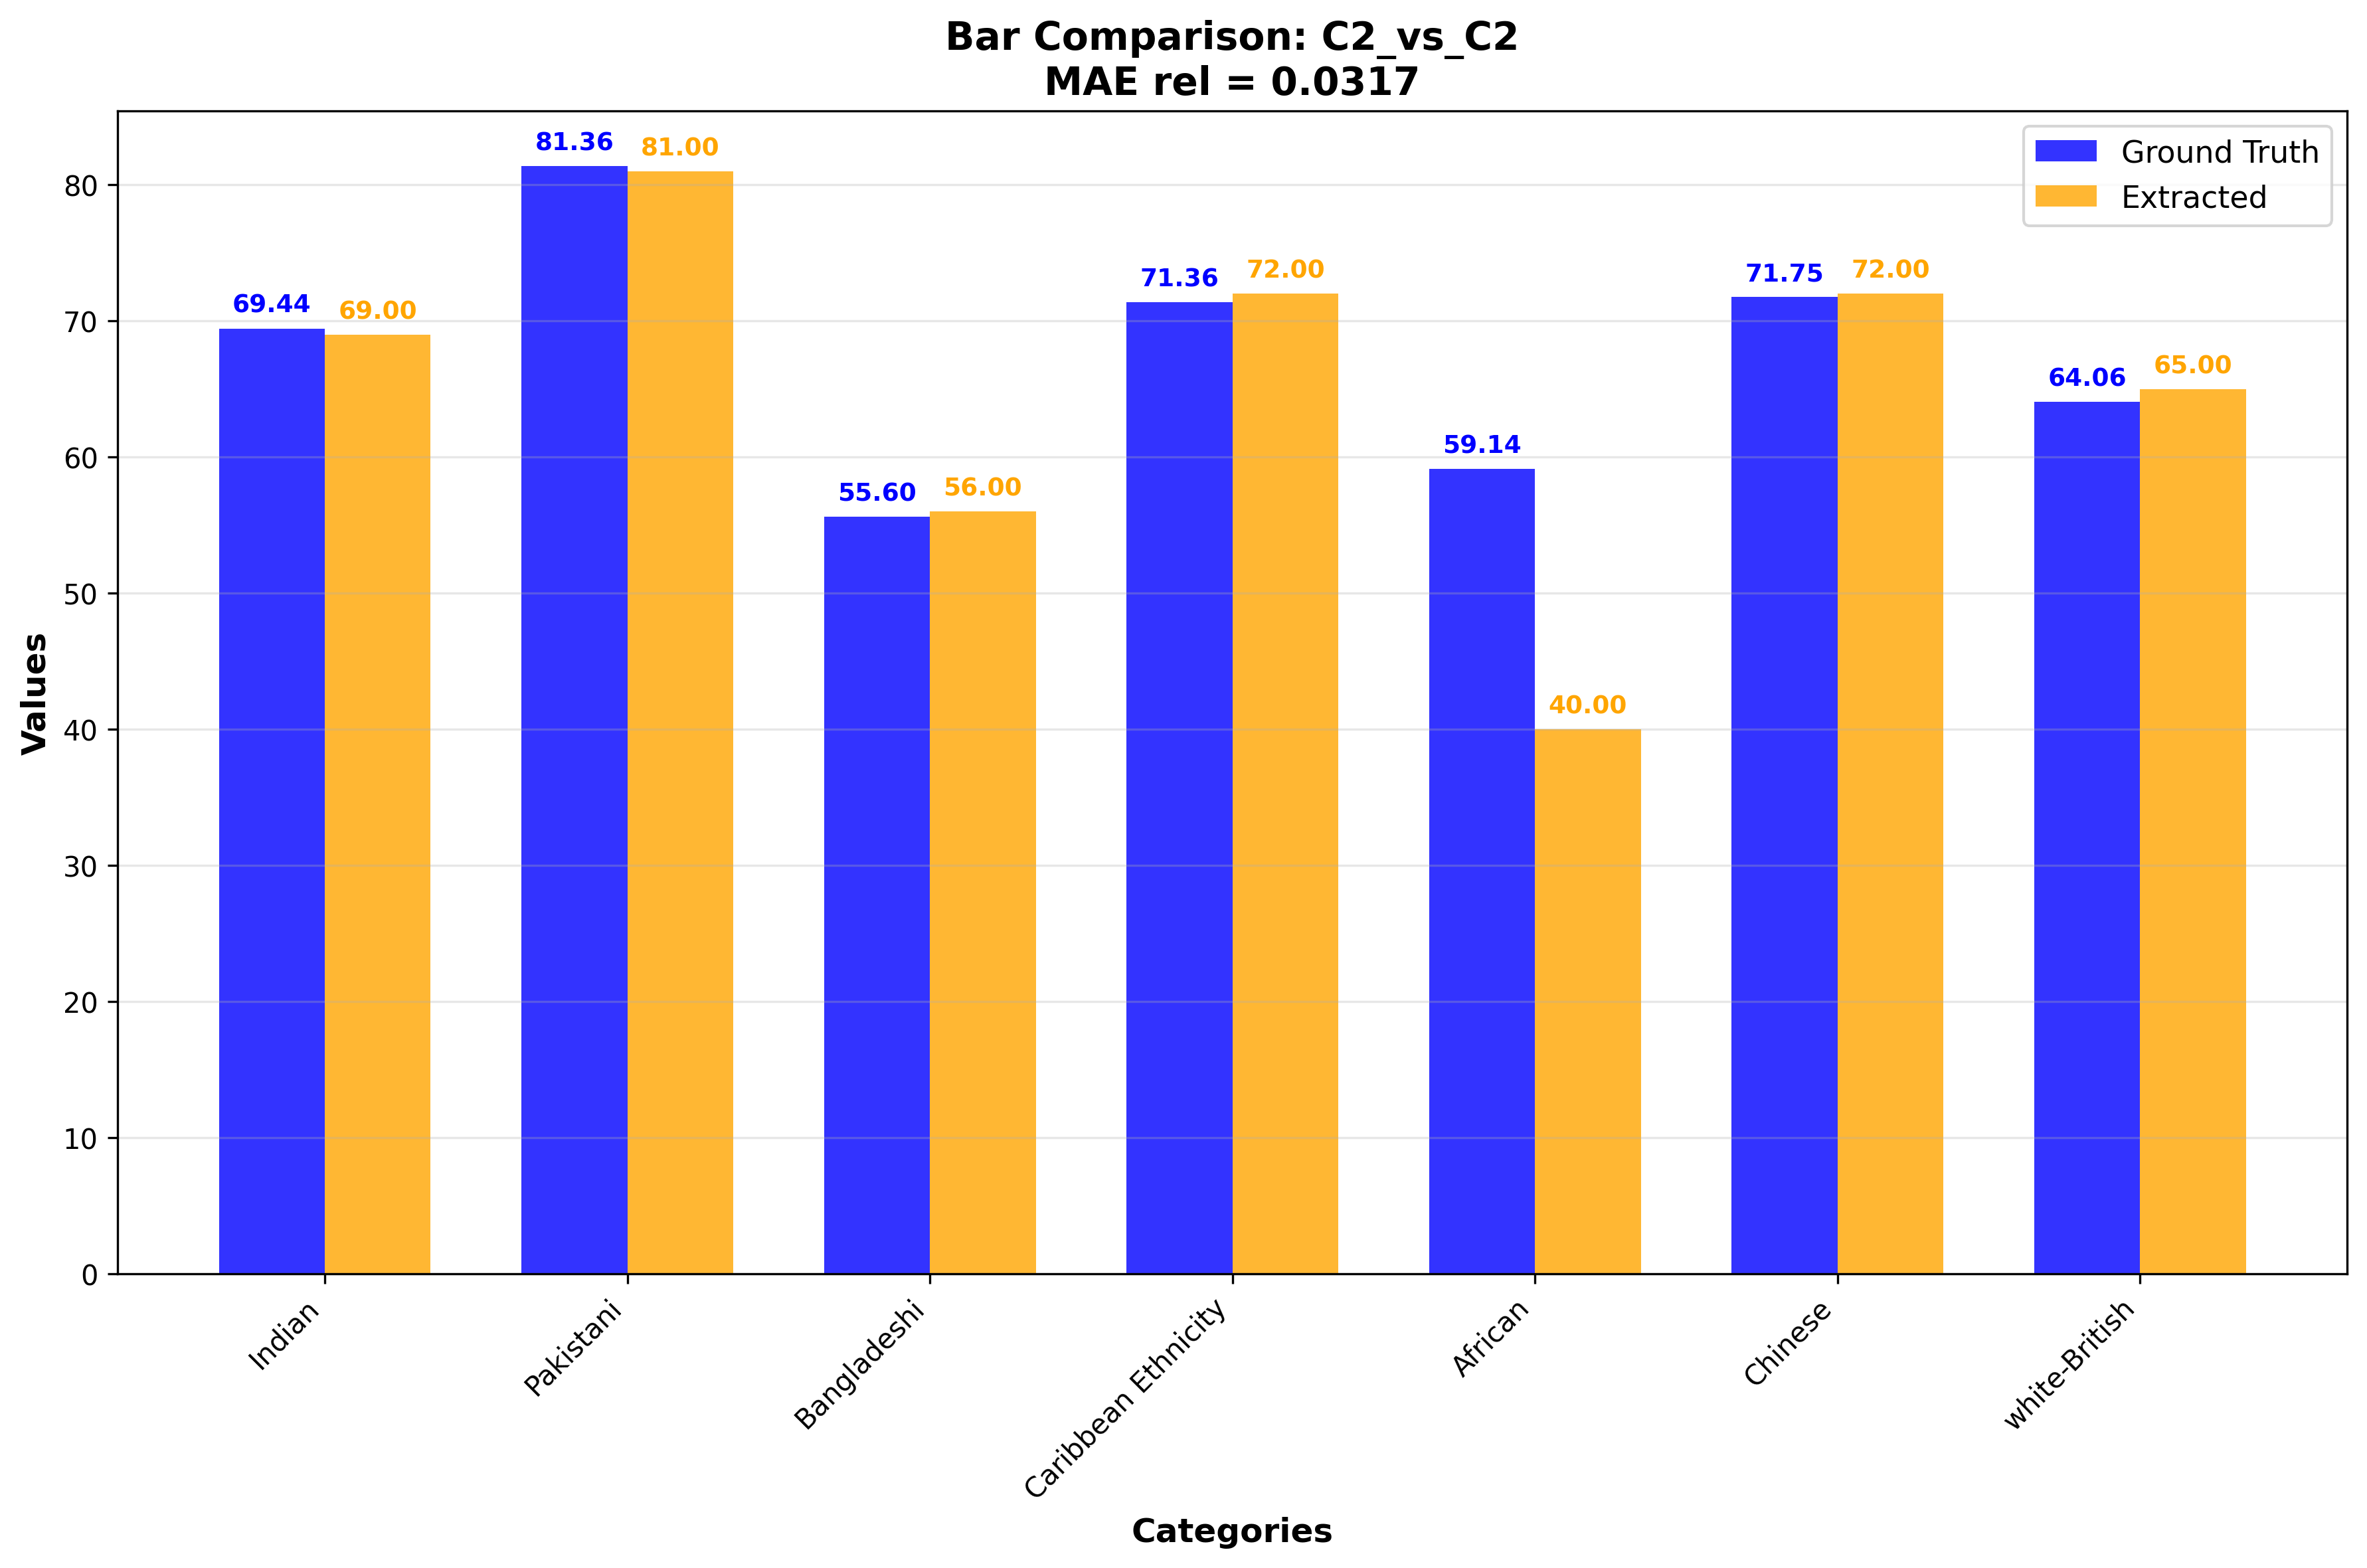 Bar Comparison: C2_vs_C2
MAE rel = 0.0317
Ground Truth
Extracted
Values
80
70
60
50
40
30
20
10
0
69.44
69.00
81.36
81.00
55.60
56.00
71.36
72.00
59.14
40.00
71.75
72.00
64.06
65.00
Indian
Pakistani
Bangladeshi
Caribbean Ethnicity
African
Chinese
white-British
Categories